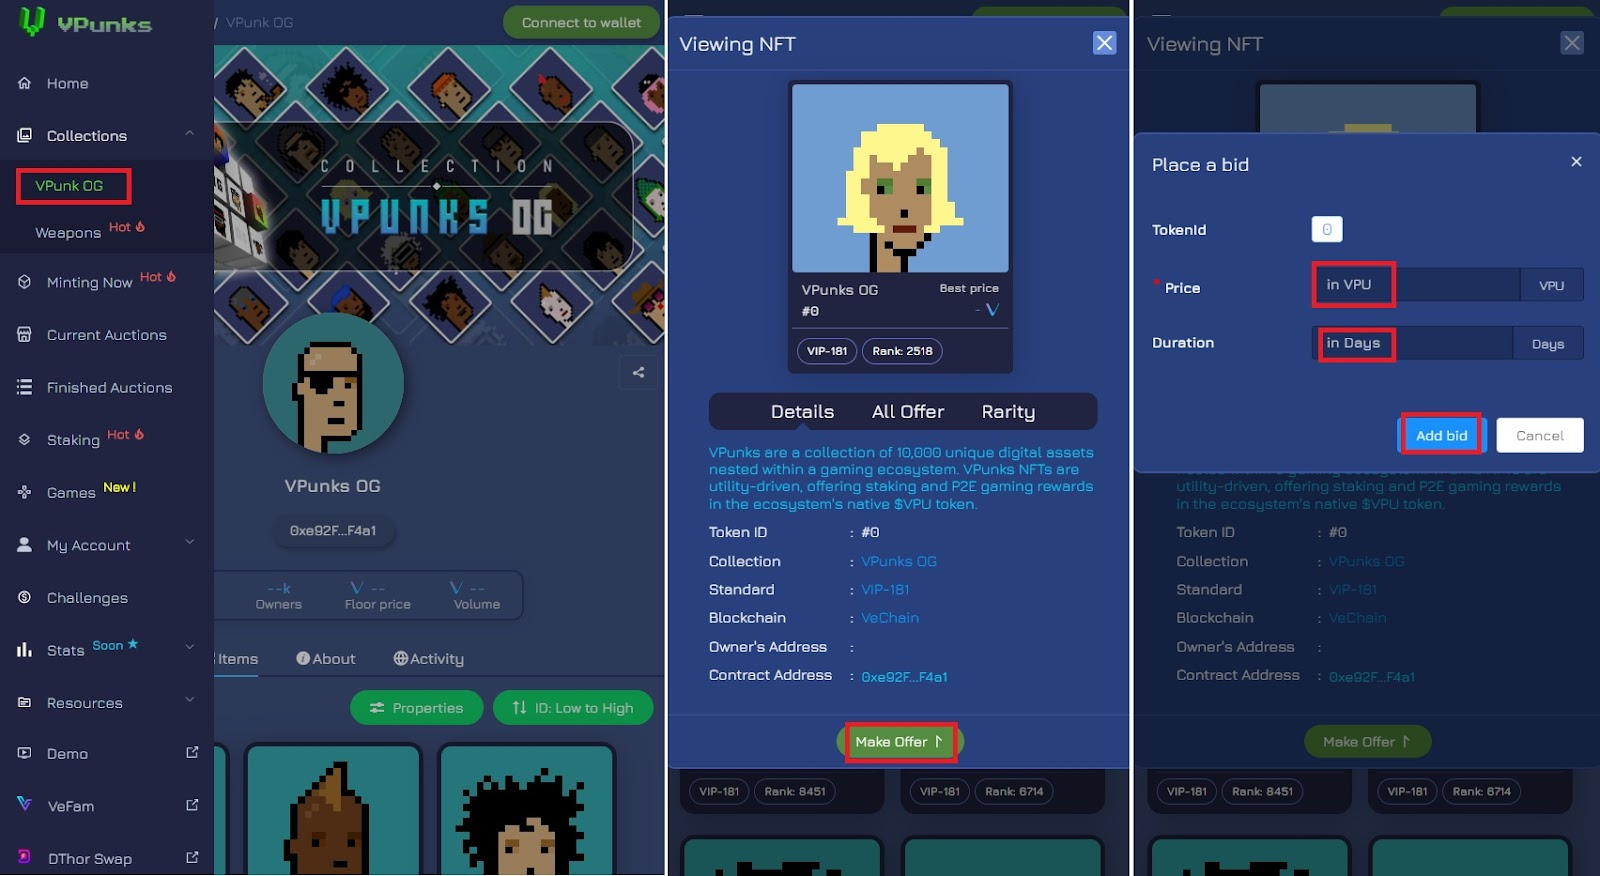 VPUNKS
Home
Collections
VPunk OG
Weapons Hot
Minting Now Hot
Current Auctions
Finished Auctions
Staking Hot
Games New!
My Account
Challenges
Stats Soon
Resources
Demo
VeFam
DThor Swap
/ VPunk OG
Connect to wallet
COLLECTION
VPUNKS OG
VPunks OG
0xe92F...F4a1
--k
Owners
V --
Floor price
V --
Volume
Items
About
Activity
Properties
ID: Low to High
Viewing NFT
VPunks OG
Best price
#0
- V
VIP-181
Rank: 2518
Details
All Offer
Rarity
VPunks are a collection of 10,000 unique digital assets
nested within a gaming ecosystem. VPunks NFTs are
utility-driven, offering staking and P2E gaming rewards
in the ecosystem's native $VPU token.
Token ID : #0
Collection : VPunks OG
Standard : VIP-181
Blockchain : VeChain
Owner's Address :
Contract Address : 0xe92F...F4a1
Make Offer
VIP-181
Rank: 8451
VIP-181
Rank: 6714
Viewing NFT
Place a bid
TokenId
0
* Price
in VPU
VPU
Duration
in Days
Days
Add bid
Cancel
utility-driven, offering staking and P2E gaming rewards
in the ecosystem's native $VPU token.
Token ID : #0
Collection : VPunks OG
Standard : VIP-181
Blockchain : VeChain
Owner's Address :
Contract Address : 0xe92F...F4a1
Make Offer
VIP-181
Rank: 8451
VIP-181
Rank: 6714